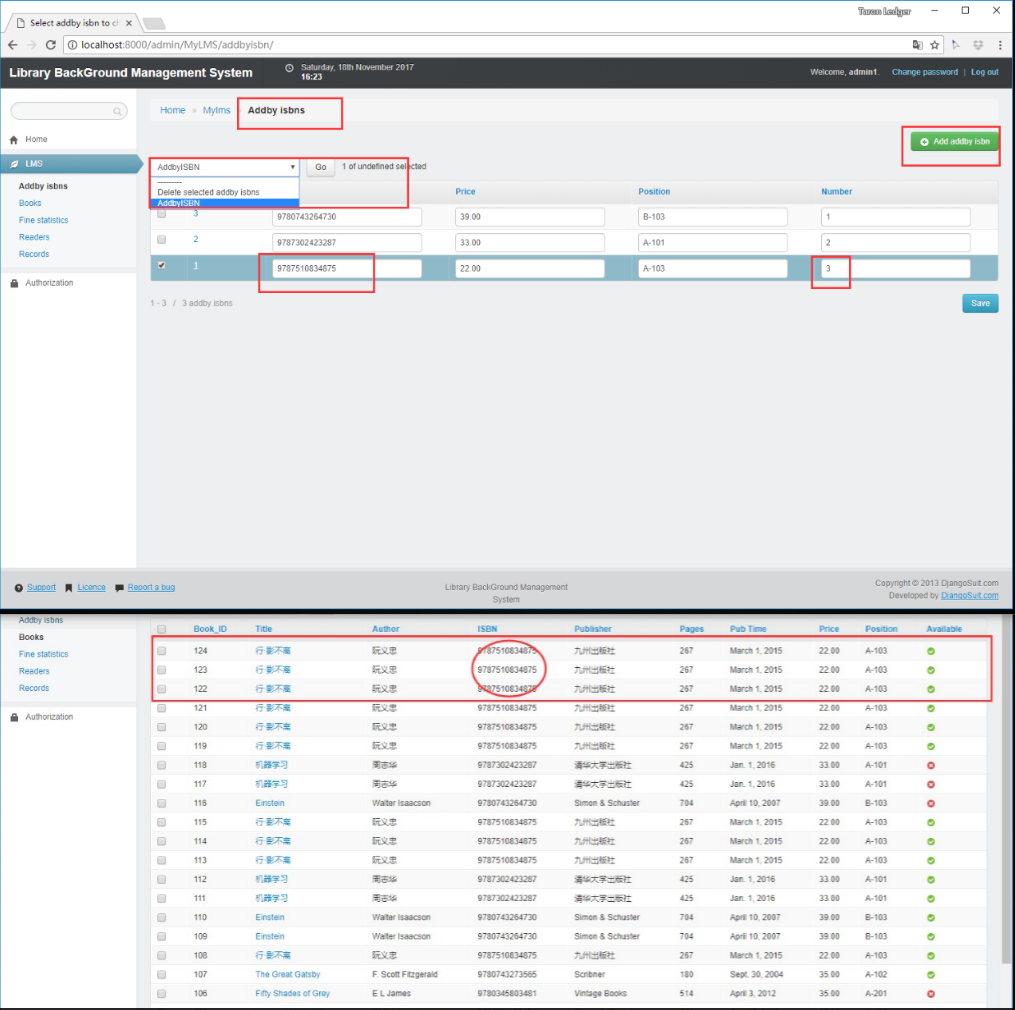 Taron Ledger
Select addby isbn to ch
localhost:8000/admin/MyLMS/addbyisbn/
Library BackGround Management System
Saturday, 18th November 2017
16:23
Welcome, admin1. Change password | Log out
Home » Mylms » Addby isbns
Home
LMS
Addby isbns
Books
Fine statistics
Readers
Records
Authorization
Add addby isbn
AddbyISBN Go 1 of undefined selected
---------
Delete selected addby isbns
AddbyISBN
Price Position Number
3 9780743264730 39.00 B-103 1
2 9787302423287 33.00 A-101 2
1 9787510834875 22.00 A-103 3
1 - 3 / 3 addby isbns
Save
Support Licence Report a bug
Library BackGround Management
System
Copyright © 2013 DjangoSuit.com
Developed by DjangoSuit.com
Addby isbns
Books
Fine statistics
Readers
Records
Authorization
Book_ID Title Author ISBN Publisher Pages Pub Time Price Position Available
124 行·影不离 阮义忠 9787510834875 九州出版社 267 March 1, 2015 22.00 A-103
123 行·影不离 阮义忠 9787510834875 九州出版社 267 March 1, 2015 22.00 A-103
122 行·影不离 阮义忠 9787510834875 九州出版社 267 March 1, 2015 22.00 A-103
121 行·影不离 阮义忠 9787510834875 九州出版社 267 March 1, 2015 22.00 A-103
120 行·影不离 阮义忠 9787510834875 九州出版社 267 March 1, 2015 22.00 A-103
119 行·影不离 阮义忠 9787510834875 九州出版社 267 March 1, 2015 22.00 A-103
118 机器学习 周志华 9787302423287 清华大学出版社 425 Jan. 1, 2016 33.00 A-101
117 机器学习 周志华 9787302423287 清华大学出版社 425 Jan. 1, 2016 33.00 A-101
116 Einstein Walter Isaacson 9780743264730 Simon & Schuster 704 April 10, 2007 39.00 B-103
115 行·影不离 阮义忠 9787510834875 九州出版社 267 March 1, 2015 22.00 A-103
114 行·影不离 阮义忠 9787510834875 九州出版社 267 March 1, 2015 22.00 A-103
113 行·影不离 阮义忠 9787510834875 九州出版社 267 March 1, 2015 22.00 A-103
112 机器学习 周志华 9787302423287 清华大学出版社 425 Jan. 1, 2016 33.00 A-101
111 机器学习 周志华 9787302423287 清华大学出版社 425 Jan. 1, 2016 33.00 A-101
110 Einstein Walter Isaacson 9780743264730 Simon & Schuster 704 April 10, 2007 39.00 B-103
109 Einstein Walter Isaacson 9780743264730 Simon & Schuster 704 April 10, 2007 39.00 B-103
108 行·影不离 阮义忠 9787510834875 九州出版社 267 March 1, 2015 22.00 A-103
107 The Great Gatsby F. Scott Fitzgerald 9780743273565 Scribner 180 Sept. 30, 2004 35.00 A-102
106 Fifty Shades of Grey E L James 9780345803481 Vintage Books 514 April 3, 2012 35.00 A-201